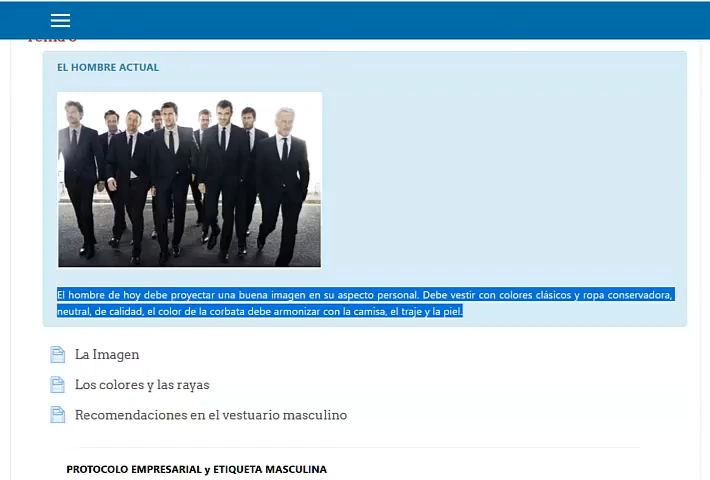 EL HOMBRE ACTUAL
El hombre de hoy debe proyectar una buena imagen en su aspecto personal. Debe vestir con colores clásicos y ropa conservadora,
neutral, de calidad, el color de la corbata debe armonizar con la camisa, el traje y la piel.
La Imagen
Los colores y las rayas
Recomendaciones en el vestuario masculino
PROTOCOLO EMPRESARIAL y ETIQUETA MASCULINA